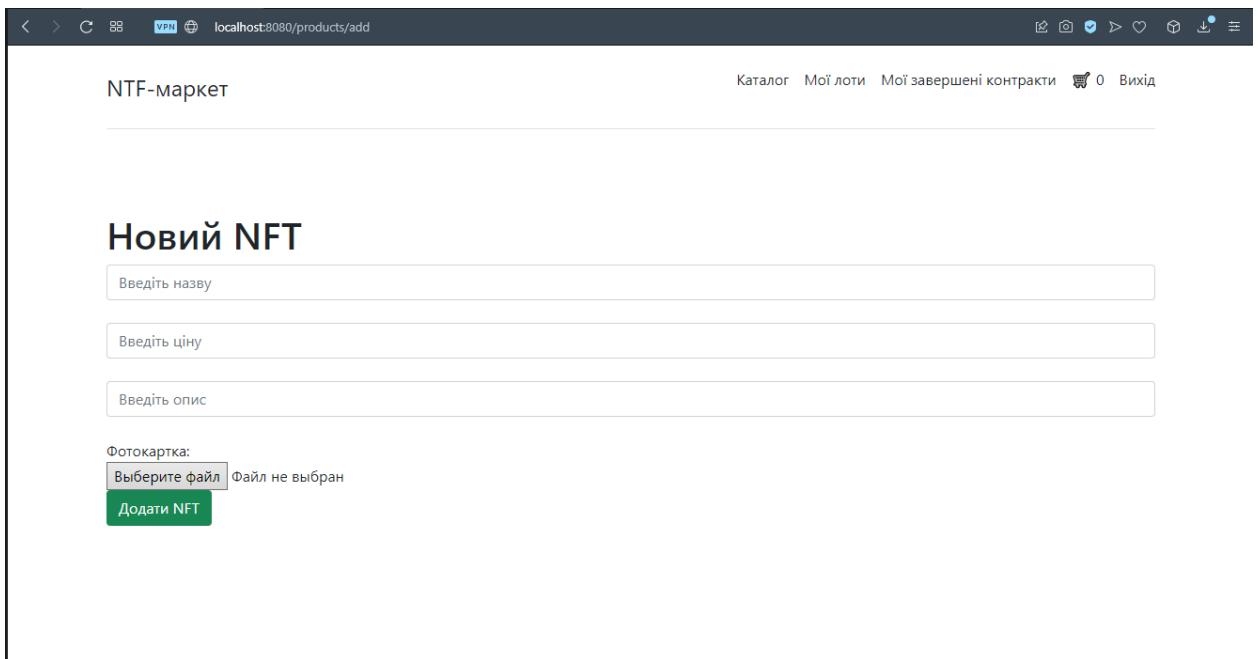 VPN localhost:8080/products/add
NTF-маркет
Каталог Мої лоти Мої завершені контракти 0 Вихід
Новий NFT
Введіть назву
Введіть ціну
Введіть опис
Фотокартка:
Выберите файл Файл не выбран
Додати NFT